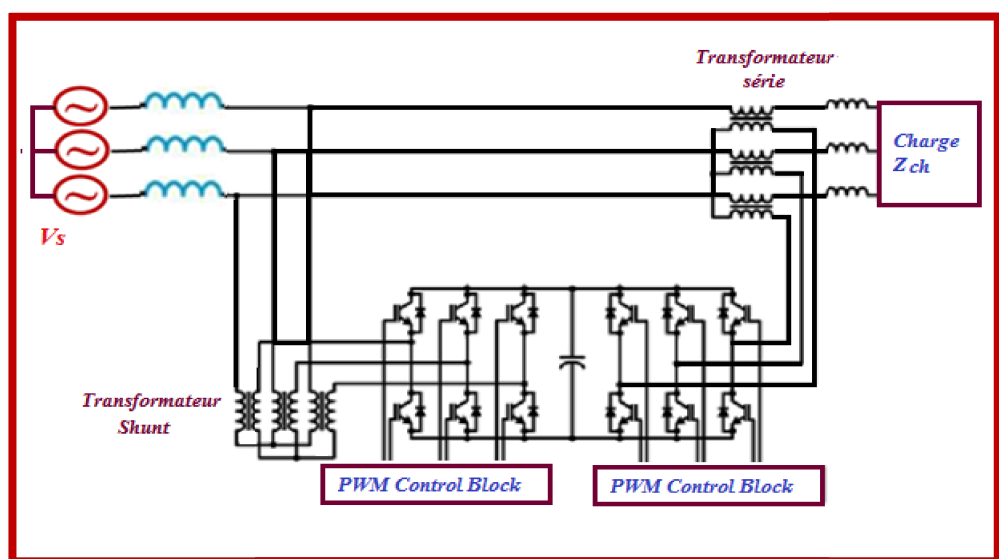 Transformateur
série
Charge
Z ch
Vs
Transformateur
Shunt
PWM Control Block
PWM Control Block